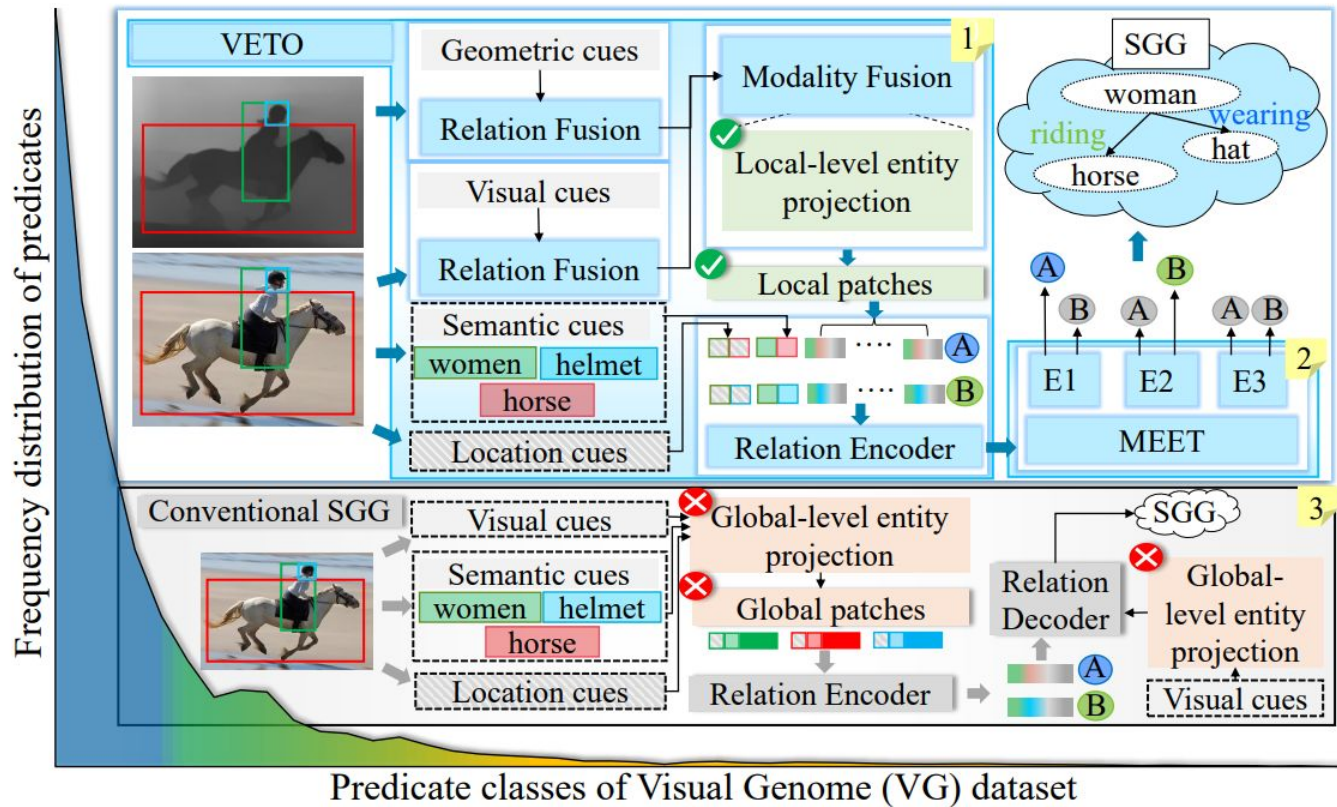 Frequency distribution of predicates
VETO
Geometric cues
Relation Fusion
Visual cues
Relation Fusion
Semantic cues
women
helmet
horse
Location cues
1
Modality Fusion
Local-level entity
projection
Local patches
A
B
Relation Encoder
SGG
woman
riding
wearing
hat
horse
A
B
A
B
A
B
2
E1
E2
E3
MEET
Conventional SGG
Visual cues
Semantic cues
women
helmet
horse
Location cues
Global-level entity
projection
Global patches
Relation Encoder
3
SGG
Relation
Decoder
A
B
Global-
level entity
projection
Visual cues
Predicate classes of Visual Genome (VG) dataset